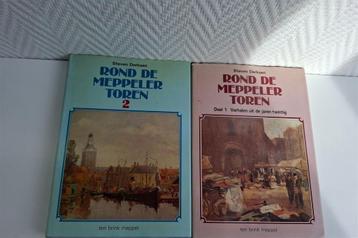 Steven Derksen
ROND DE
MEPPELER
TOREN
2
ten brink meppel
Steven Derksen
ROND DE
MEPPELER
TOREN
Deel 1: Verhalen uit de jaren twintig
ten brink meppel